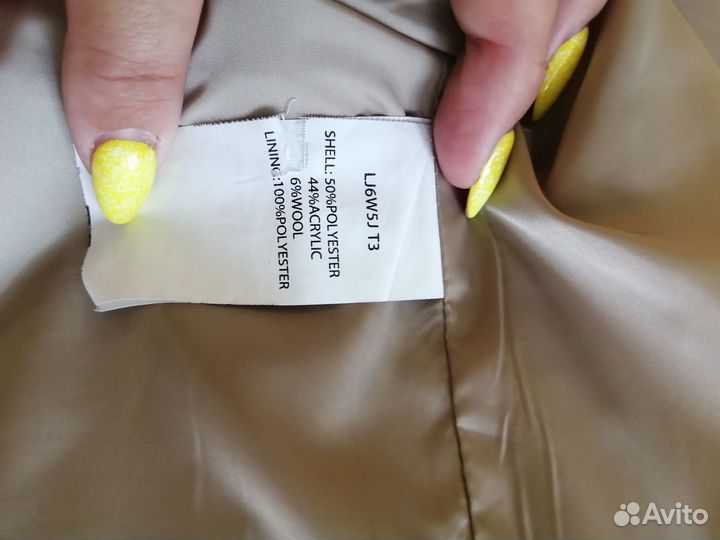 LJ6W5J T3
SHELL: 50%POLYESTER
44%ACRYLIC
6%WOOL
LINING:100%POLYESTER
Avito